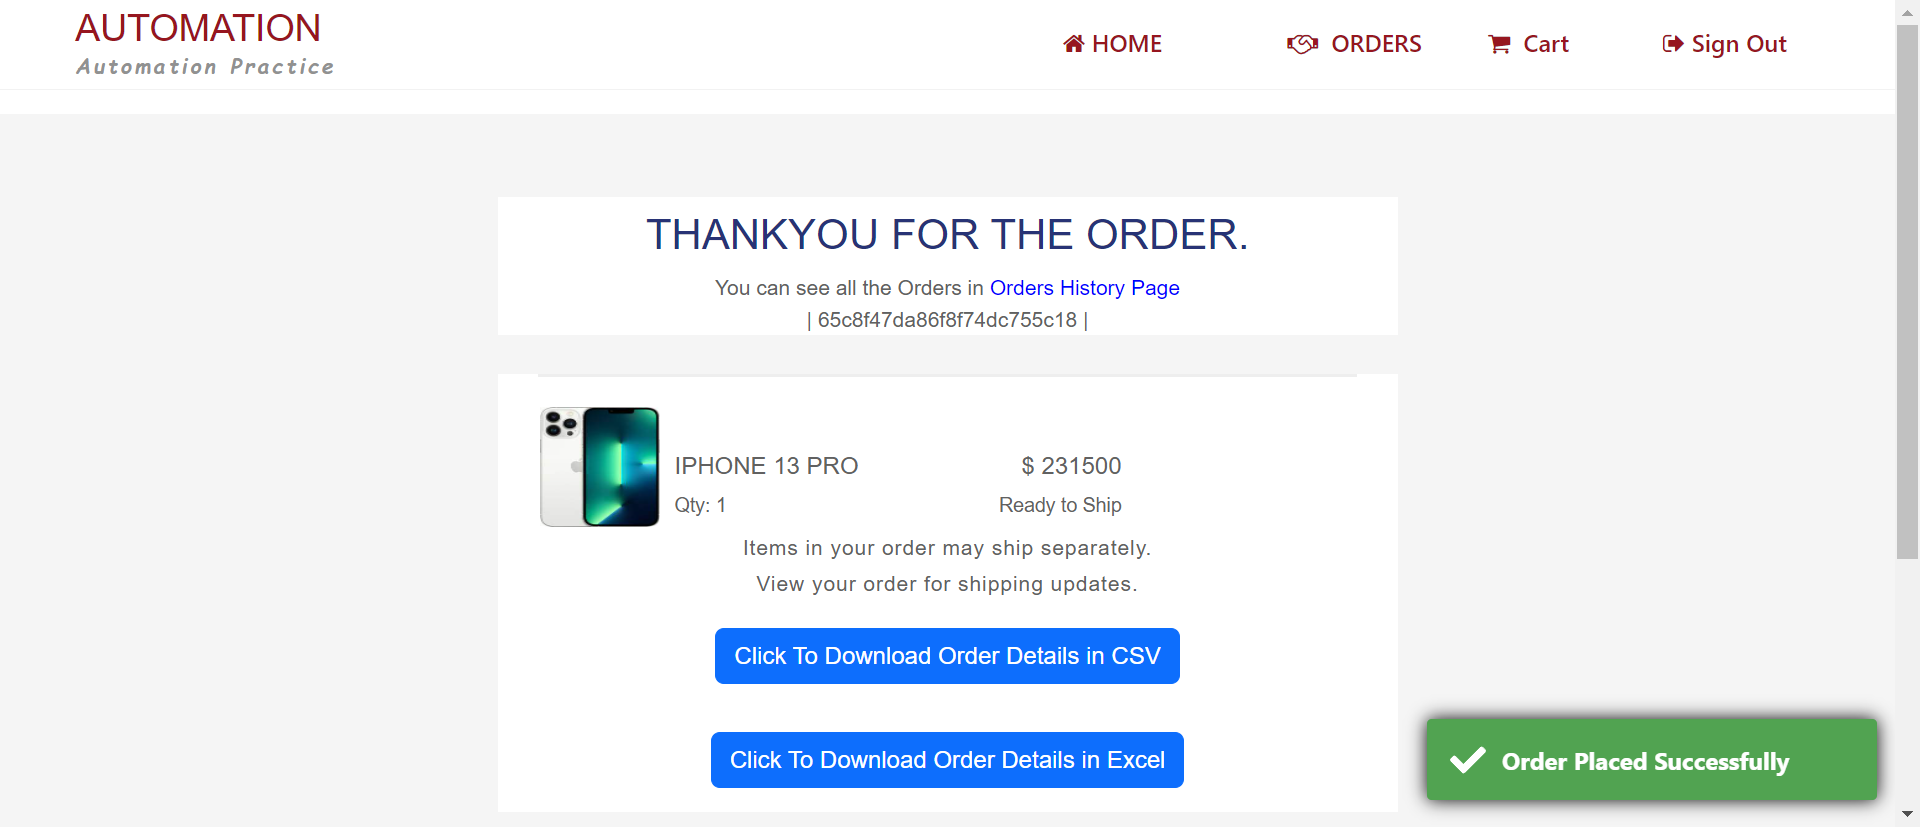 AUTOMATION
Automation Practice
HOME
ORDERS
Cart
Sign Out
THANKYOU FOR THE ORDER.
You can see all the Orders in Orders History Page
| 65c8f47da86f8f74dc755c18 |
IPHONE 13 PRO
$ 231500
Qty: 1
Ready to Ship
Items in your order may ship separately.
View your order for shipping updates.
Click To Download Order Details in CSV
Click To Download Order Details in Excel
Order Placed Successfully